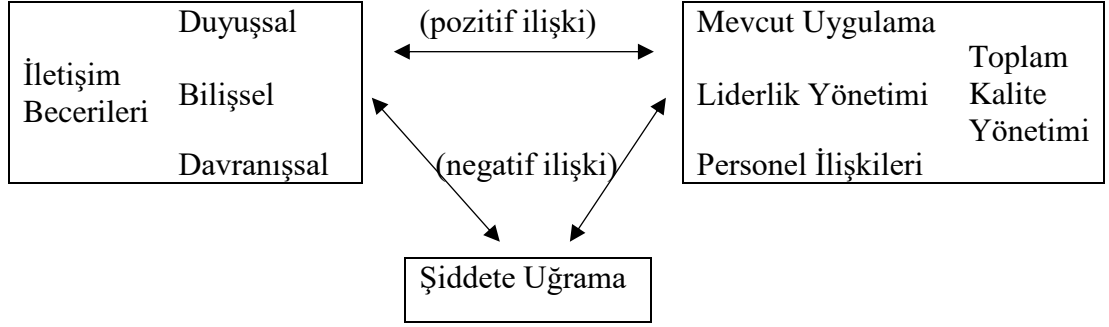 Duyuşsal
İletişim
Becerileri
Bilişsel
Davranışsal
(pozitif ilişki)
(negatif ilişki)
Mevcut Uygulama
Liderlik Yönetimi
Personel İlişkileri
Toplam
Kalite
Yönetimi
Şiddete Uğrama